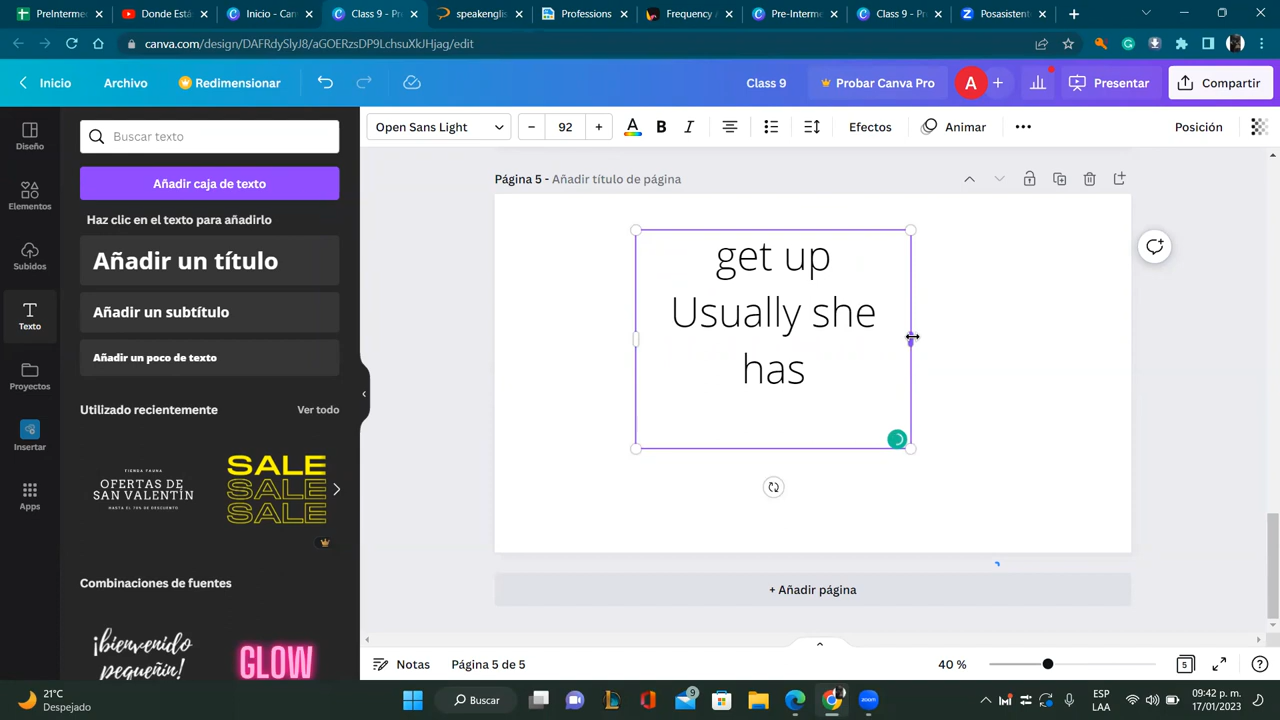 PreIntermed
Donde Está
Inicio - Can
Class 9 - Pr
speakenglis
Professions
Frequency A
Pre-Interme
Class 9 - Pr
Posasistent
canva.com/design/DAFRdySlyJ8/aGOERzsDP9LchsuXkJHjag/edit
Inicio
Archivo
Redimensionar
Class 9
Probar Canva Pro
A
Presentar
Compartir
Diseño
Elementos
Subidos
Texto
Proyectos
Insertar
Apps
Buscar texto
Añadir caja de texto
Haz clic en el texto para añadirlo
Añadir un título
Añadir un subtítulo
Añadir un poco de texto
Utilizado recientemente Ver todo
TIENDA FAUNA
OFERTAS DE
SAN VALENTÍN
SALE
SALE
SALE
Combinaciones de fuentes
¡bienvenido
pequeñín!
GLOW
Open Sans Light
92
Efectos
Animar
Posición
Página 5 - Añadir título de página
get up
Usually she
has
+ Añadir página
Notas
Página 5 de 5
40 %
5
21°C
Despejado
Buscar
9
zoom
ESP
LAA
09:42 p. m.
17/01/2023